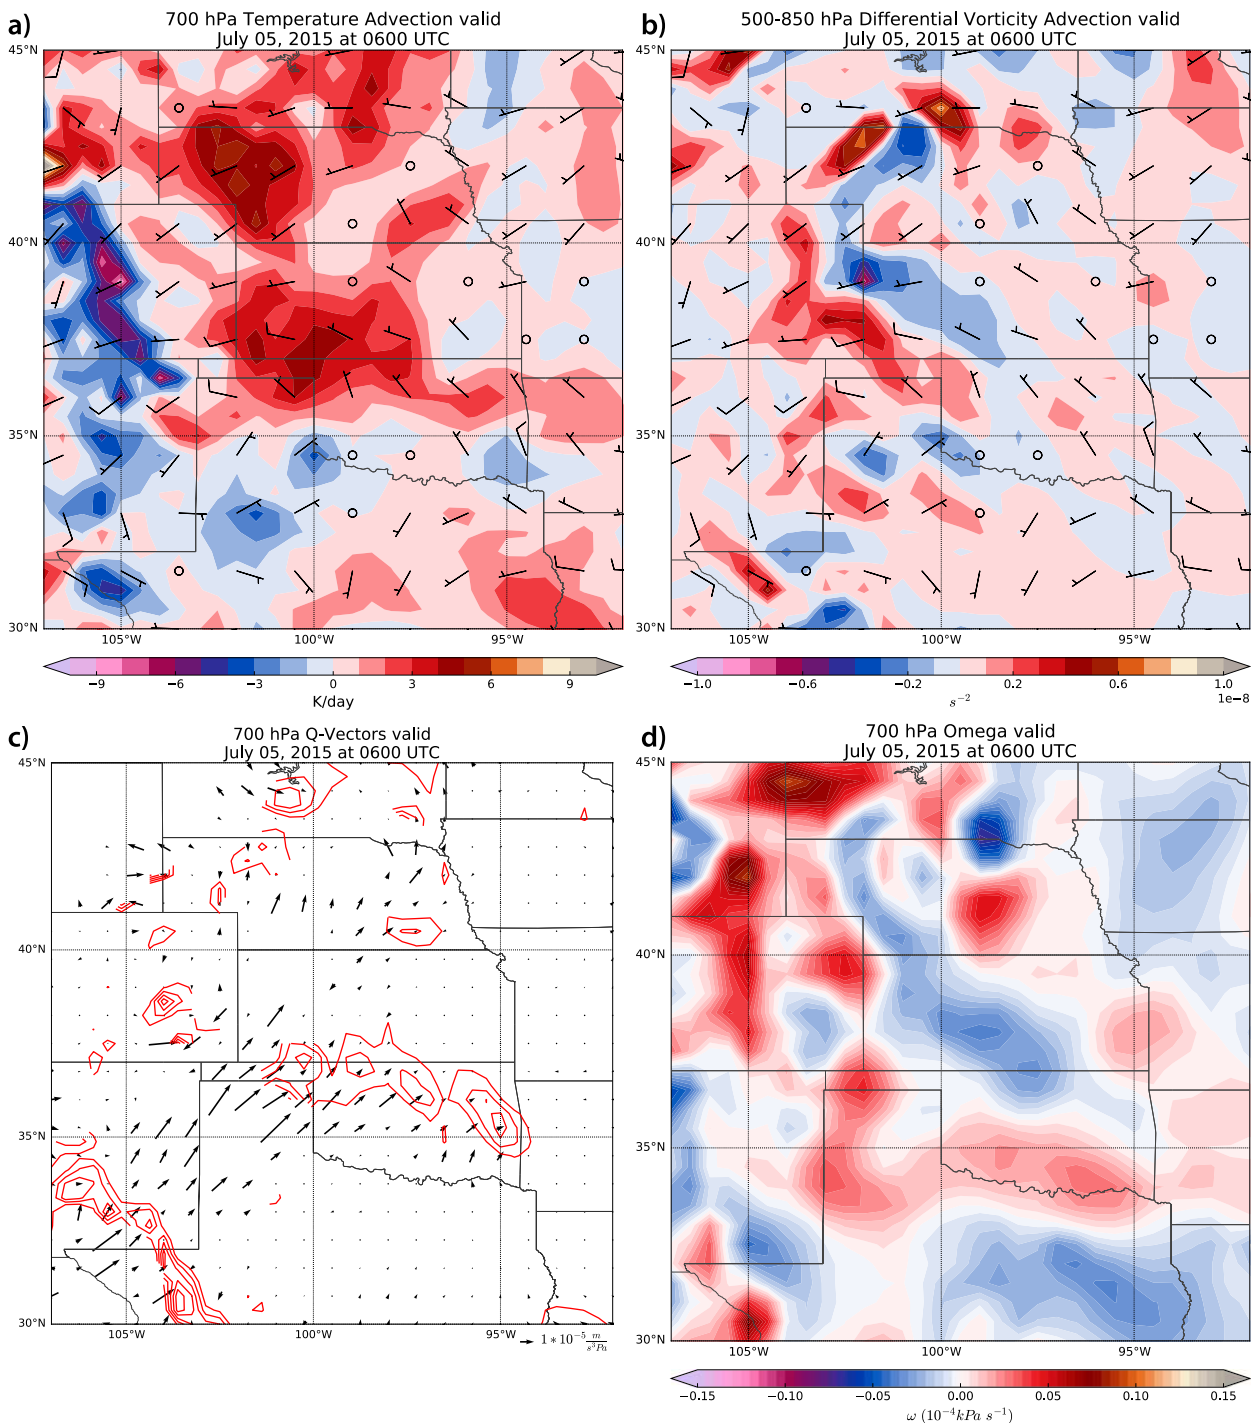 a)
700 hPa Temperature Advection valid
July 05, 2015 at 0600 UTC
45°N
40°N
35°N
30°N
105°W
100°W
95°W
−9
−6
−3
0
3
6
9
K/day
b)
500-850 hPa Differential Vorticity Advection valid
July 05, 2015 at 0600 UTC
45°N
40°N
35°N
30°N
105°W
100°W
95°W
−1.0
−0.6
−0.2
0.2
0.6
1.0
1e−8
s⁻²
c)
700 hPa Q-Vectors valid
July 05, 2015 at 0600 UTC
45°N
40°N
35°N
30°N
105°W
100°W
95°W
1 * 10⁻⁵ m/s³Pa
d)
700 hPa Omega valid
July 05, 2015 at 0600 UTC
45°N
40°N
35°N
30°N
105°W
100°W
95°W
−0.15
−0.10
−0.05
0.00
0.05
0.10
0.15
ω (10⁻⁴kPa s⁻¹)